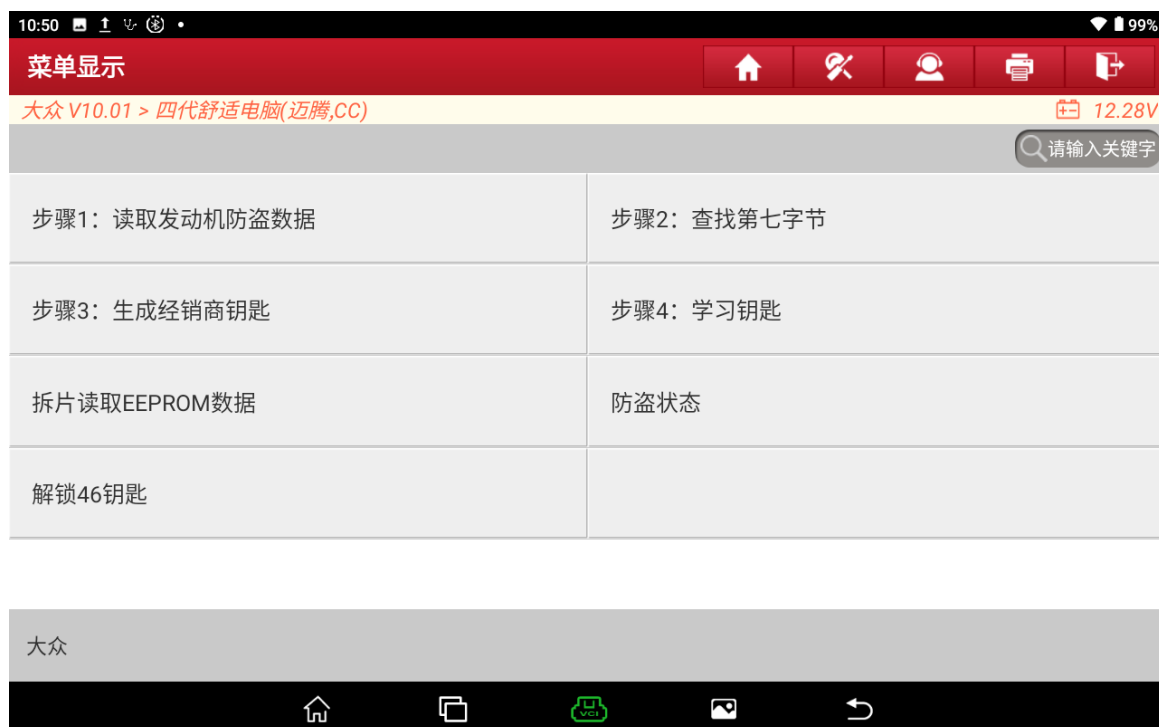 10:50
99%
菜单显示
大众 V10.01 > 四代舒适电脑(迈腾,CC)
12.28V
请输入关键字
步骤1：读取发动机防盗数据
步骤2：查找第七字节
步骤3：生成经销商钥匙
步骤4：学习钥匙
拆片读取EEPROM数据
防盗状态
解锁46钥匙
大众
VCI